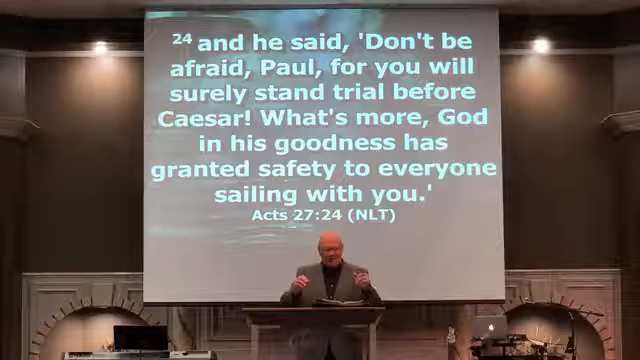 24 and he said, 'Don't be
afraid, Paul, for you will
surely stand trial before
Caesar! What's more, God
in his goodness has
granted safety to everyone
sailing with you.'
Acts 27:24 (NLT)